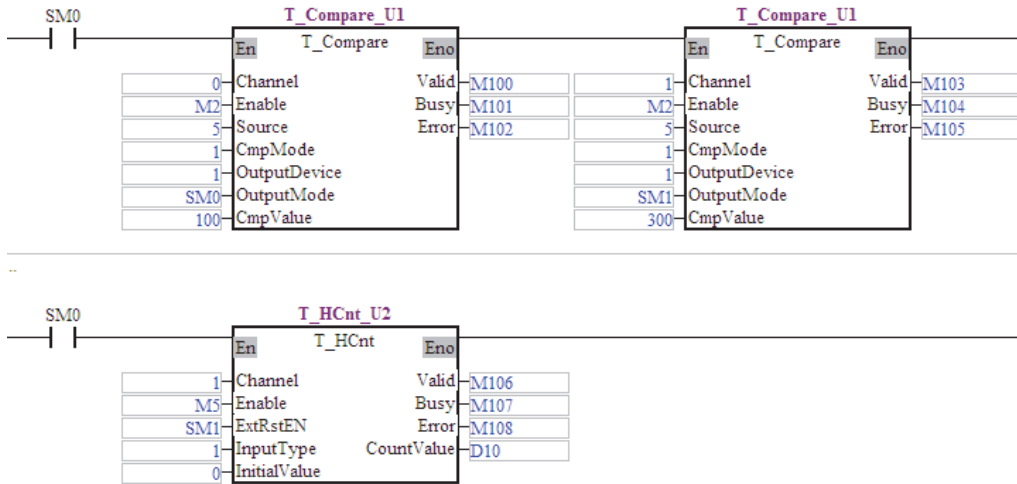 SM0 T_Compare_U1 T_Compare_U1
En T_Compare Eno En T_Compare Eno
0 Channel Valid M100 1 Channel Valid M103
M2 Enable Busy M101 M2 Enable Busy M104
5 Source Error M102 5 Source Error M105
1 CmpMode 1 CmpMode
1 OutputDevice 1 OutputDevice
SM0 OutputMode SM1 OutputMode
100 CmpValue 300 CmpValue
..
SM0 T_HCnt_U2
En T_HCnt Eno
1 Channel Valid M106
M5 Enable Busy M107
SM1 ExtRstEN Error M108
1 InputType CountValue D10
0 InitialValue